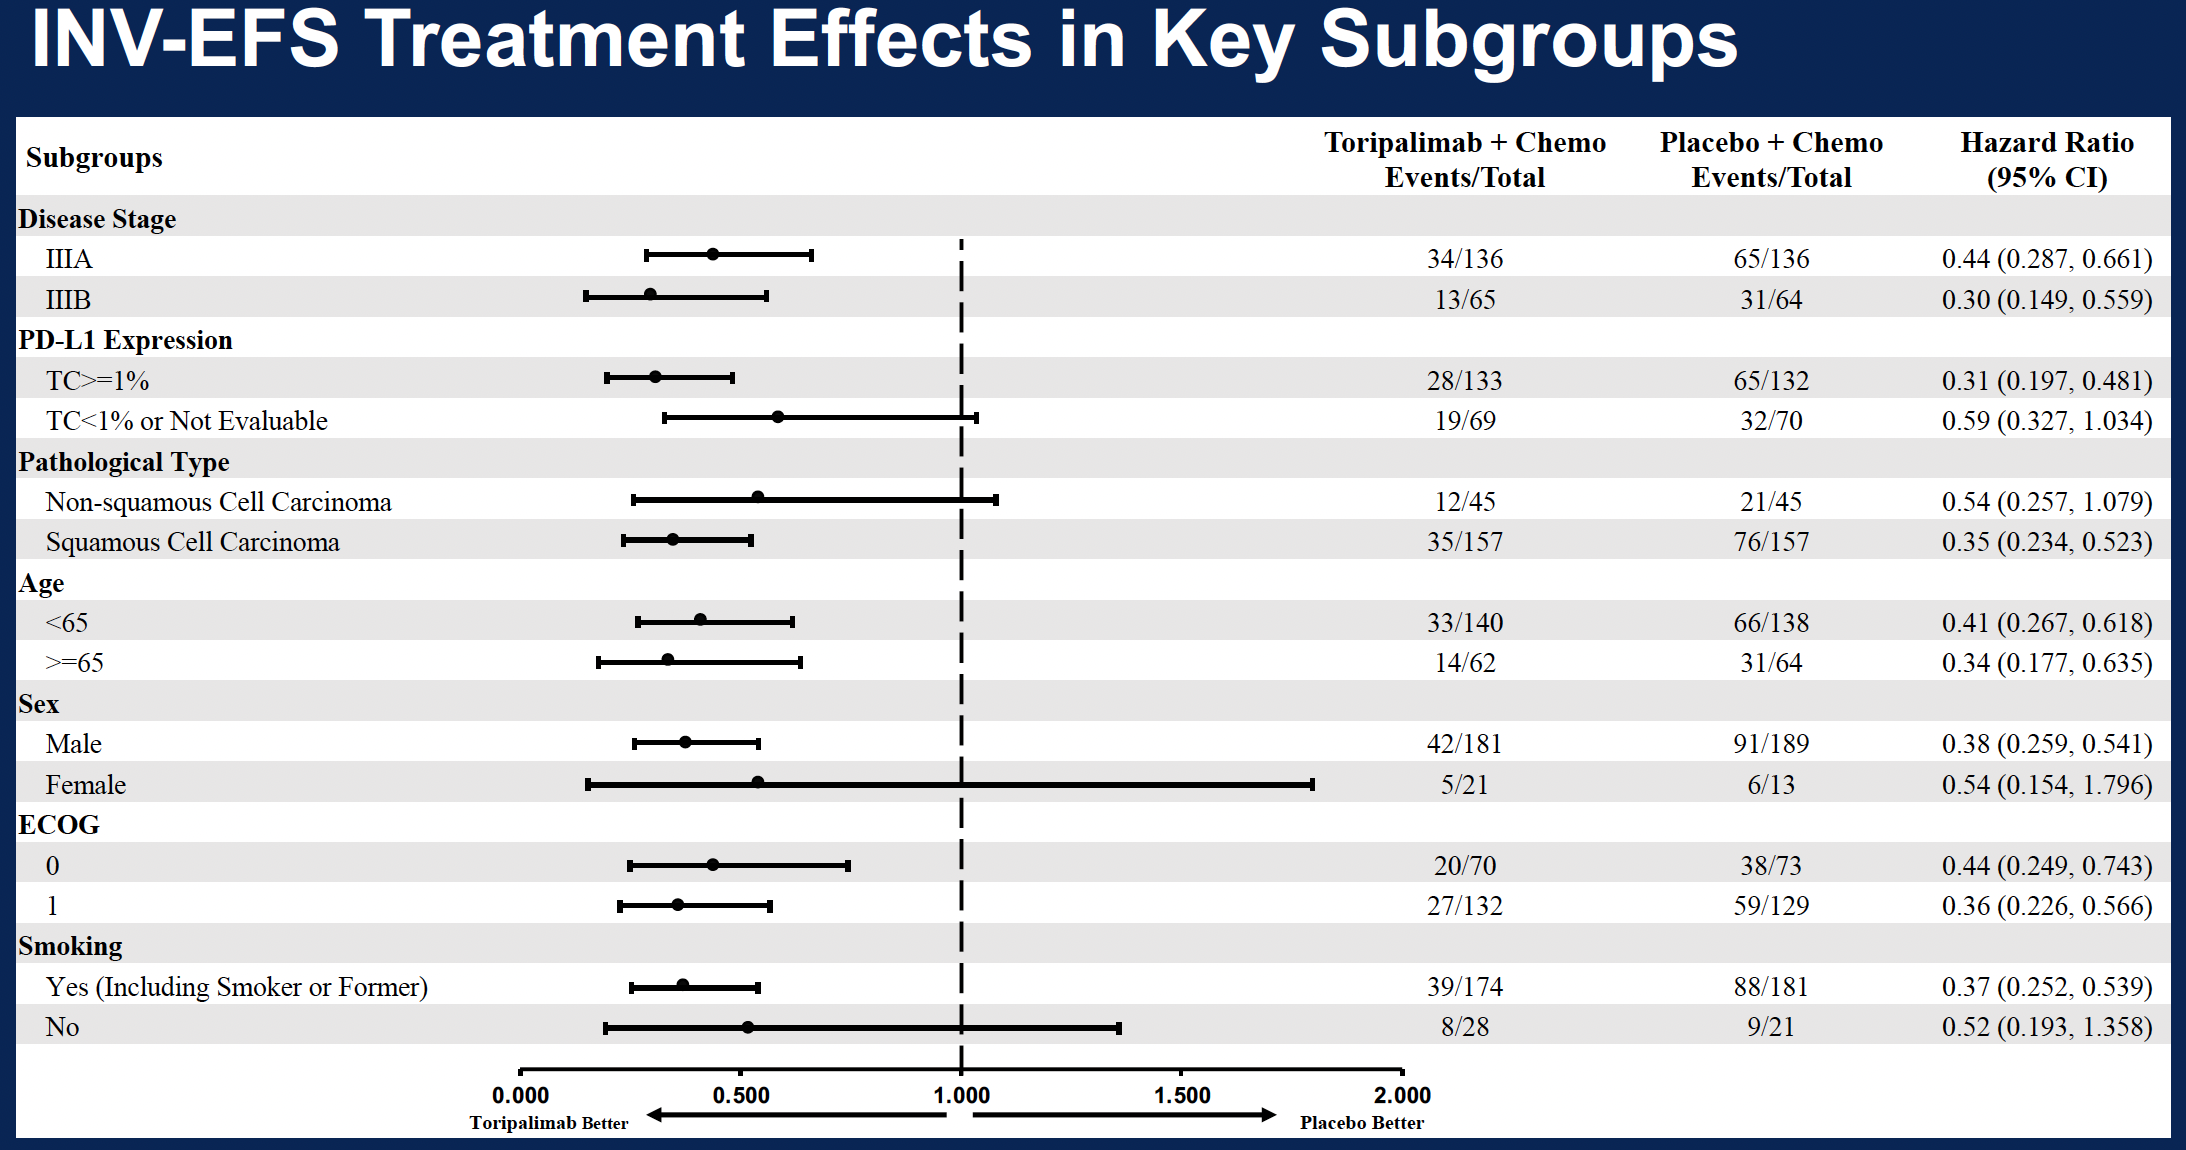 INV-EFS Treatment Effects in Key Subgroups
Subgroups
Toripalimab + Chemo Events/Total
Placebo + Chemo Events/Total
Hazard Ratio (95% CI)
Disease Stage
IIIA 34/136 65/136 0.44 (0.287, 0.661)
IIIB 13/65 31/64 0.30 (0.149, 0.559)
PD-L1 Expression
TC>=1% 28/133 65/132 0.31 (0.197, 0.481)
TC<1% or Not Evaluable 19/69 32/70 0.59 (0.327, 1.034)
Pathological Type
Non-squamous Cell Carcinoma 12/45 21/45 0.54 (0.257, 1.079)
Squamous Cell Carcinoma 35/157 76/157 0.35 (0.234, 0.523)
Age
<65 33/140 66/138 0.41 (0.267, 0.618)
>=65 14/62 31/64 0.34 (0.177, 0.635)
Sex
Male 42/181 91/189 0.38 (0.259, 0.541)
Female 5/21 6/13 0.54 (0.154, 1.796)
ECOG
0 20/70 38/73 0.44 (0.249, 0.743)
1 27/132 59/129 0.36 (0.226, 0.566)
Smoking
Yes (Including Smoker or Former) 39/174 88/181 0.37 (0.252, 0.539)
No 8/28 9/21 0.52 (0.193, 1.358)
0.000 0.500 1.000 1.500 2.000
Toripalimab Better Placebo Better